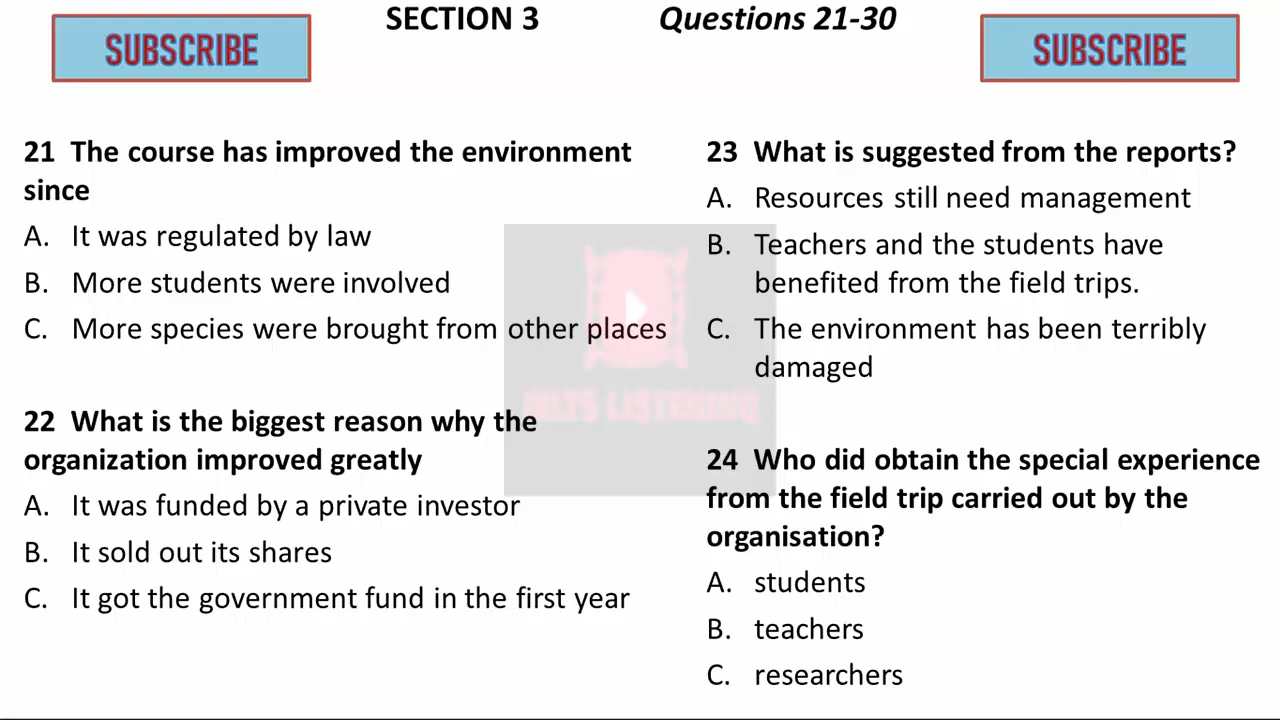 SECTION 3 Questions 21-30
SUBSCRIBE
SUBSCRIBE
21 The course has improved the environment
since
A. It was regulated by law
B. More students were involved
C. More species were brought from other places
22 What is the biggest reason why the
organization improved greatly
A. It was funded by a private investor
B. It sold out its shares
C. It got the government fund in the first year
23 What is suggested from the reports?
A. Resources still need management
B. Teachers and the students have
benefited from the field trips.
C. The environment has been terribly
damaged
24 Who did obtain the special experience
from the field trip carried out by the
organisation?
A. students
B. teachers
C. researchers
IELTS LISTENING